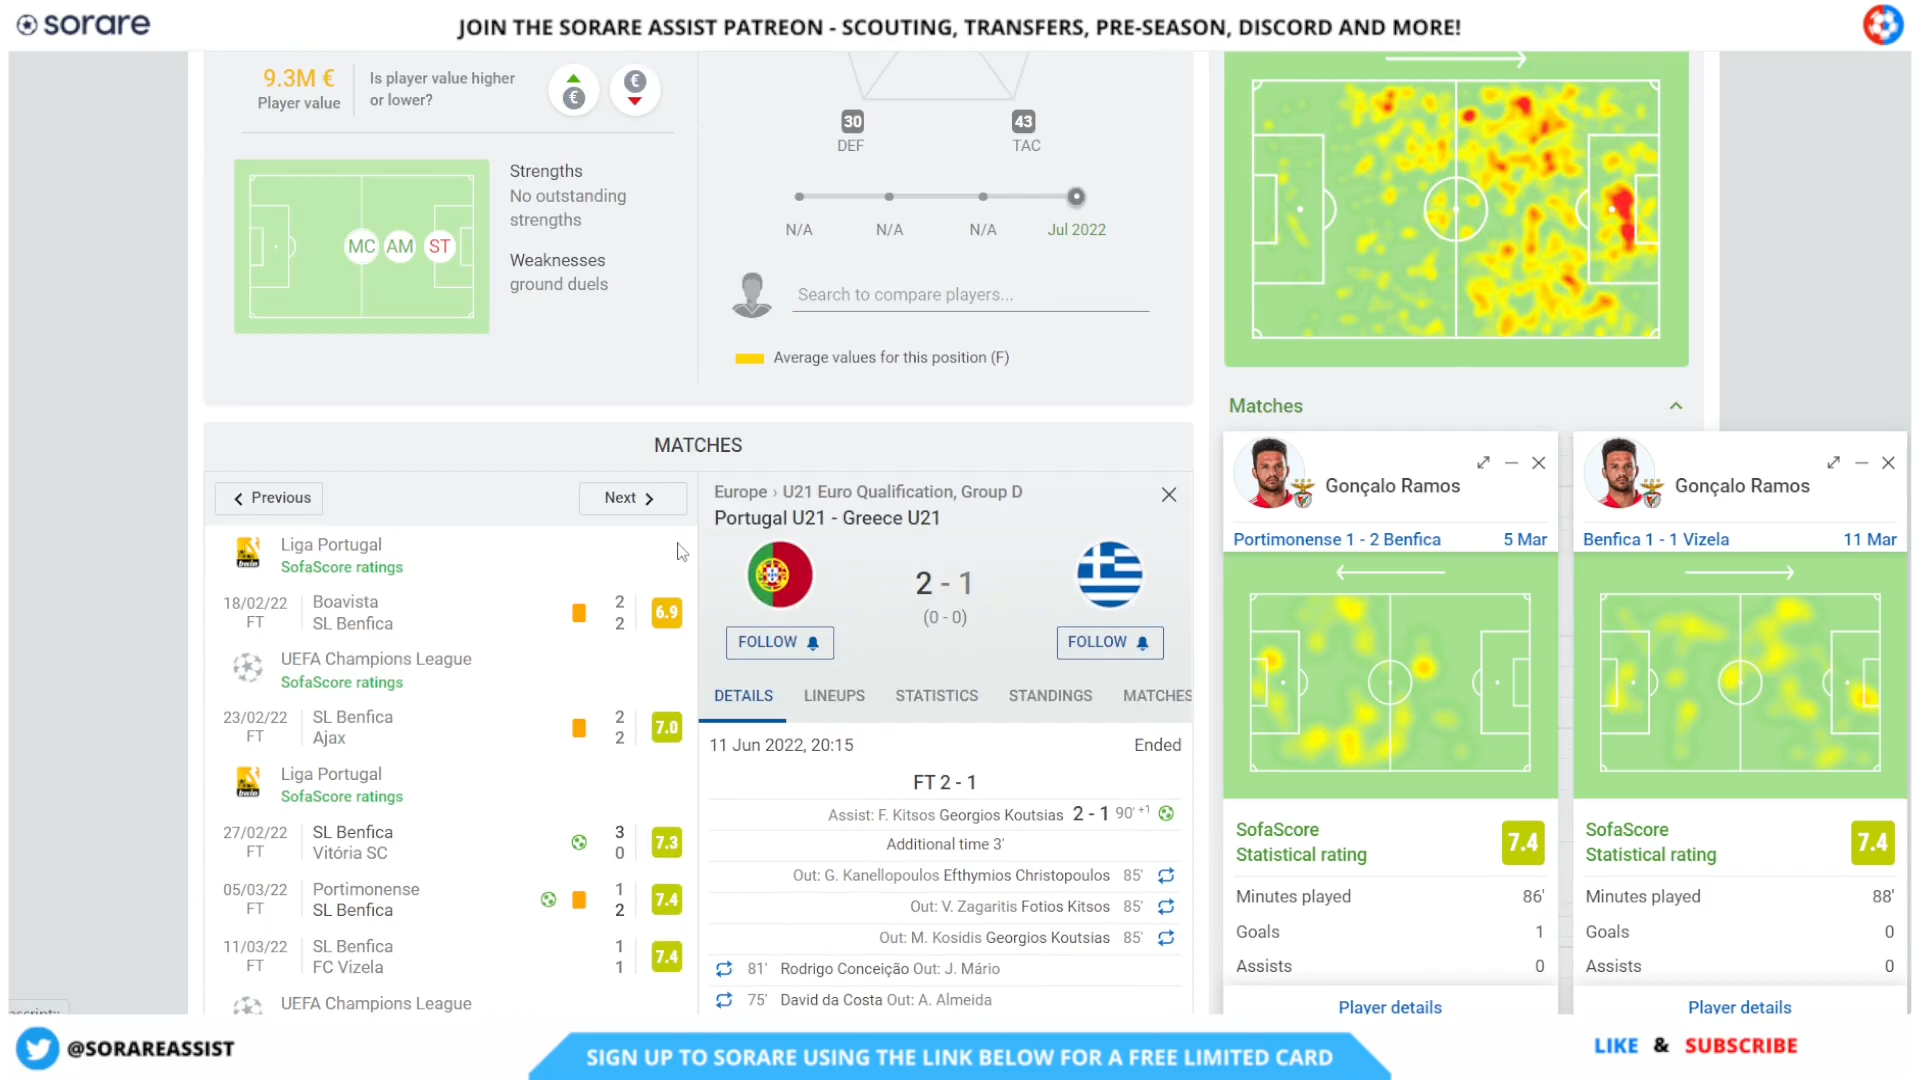 sorare
JOIN THE SORARE ASSIST PATREON - SCOUTING, TRANSFERS, PRE-SEASON, DISCORD AND MORE!
9.3M €
Player value
Is player value higher
or lower?
€
€
MC
AM
ST
Strengths
No outstanding
strengths
Weaknesses
ground duels
30
DEF
43
TAC
N/A
N/A
N/A
Jul 2022
Search to compare players...
Average values for this position (F)
MATCHES
Previous
Next
Liga Portugal
SofaScore ratings
18/02/22
FT
Boavista
SL Benfica
2
2
6.9
UEFA Champions League
SofaScore ratings
23/02/22
FT
SL Benfica
Ajax
2
2
7.0
Liga Portugal
SofaScore ratings
27/02/22
FT
SL Benfica
Vitória SC
3
0
7.3
05/03/22
FT
Portimonense
SL Benfica
1
2
7.4
11/03/22
FT
SL Benfica
FC Vizela
1
1
7.4
UEFA Champions League
Europe › U21 Euro Qualification, Group D
Portugal U21 - Greece U21
2 - 1
(0 - 0)
FOLLOW
FOLLOW
DETAILS
LINEUPS
STATISTICS
STANDINGS
MATCHES
11 Jun 2022, 20:15
Ended
FT 2 - 1
Assist: F. Kitsos Georgios Koutsias 2 - 1 90' +1
Additional time 3'
Out: G. Kanellopoulos Efthymios Christopoulos 85'
Out: V. Zagaritis Fotios Kitsos 85'
Out: M. Kosidis Georgios Koutsias 85'
81' Rodrigo Conceição Out: J. Mário
75' David da Costa Out: A. Almeida
Matches
Gonçalo Ramos
Portimonense 1 - 2 Benfica
5 Mar
SofaScore
Statistical rating
7.4
Minutes played
86'
Goals
1
Assists
0
Player details
Gonçalo Ramos
Benfica 1 - 1 Vizela
11 Mar
SofaScore
Statistical rating
7.4
Minutes played
88'
Goals
0
Assists
0
Player details
@SORAREASSIST
SIGN UP TO SORARE USING THE LINK BELOW FOR A FREE LIMITED CARD
LIKE & SUBSCRIBE